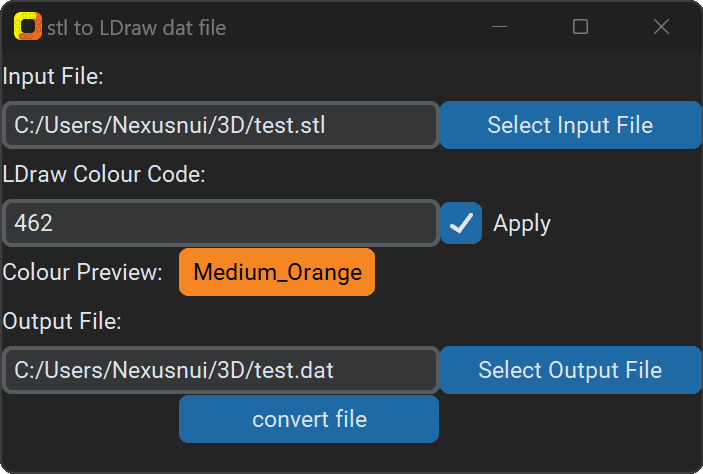 stl to LDraw dat file
Input File:
C:/Users/Nexusnui/3D/test.stl Select Input File
LDraw Colour Code:
462 Apply
Colour Preview: Medium_Orange
Output File:
C:/Users/Nexusnui/3D/test.dat Select Output File
convert file